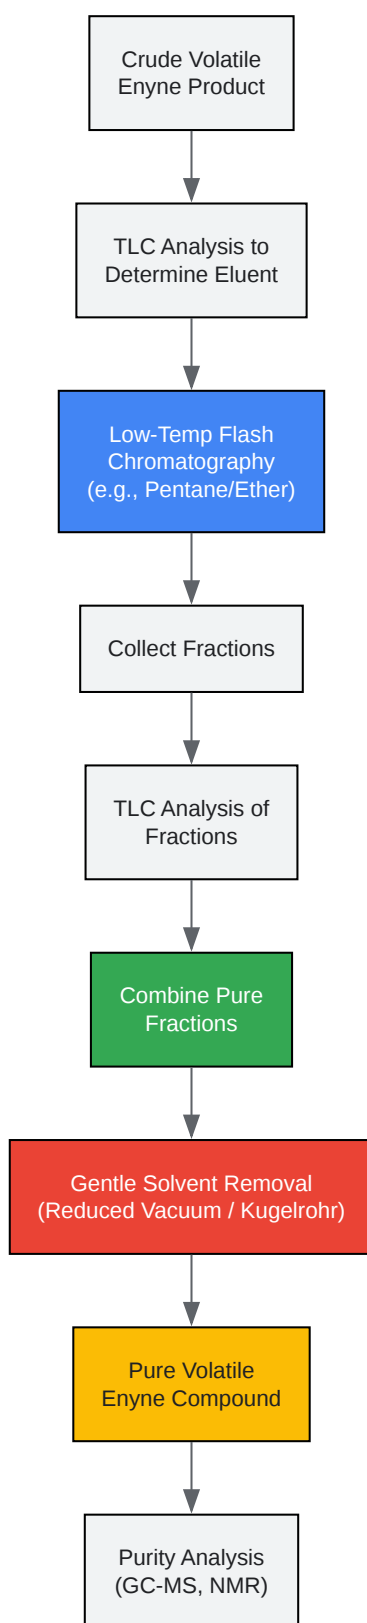 Crude Volatile
Enyne Product
TLC Analysis to
Determine Eluent
Low-Temp Flash
Chromatography
(e.g., Pentane/Ether)
Collect Fractions
TLC Analysis of
Fractions
Combine Pure
Fractions
Gentle Solvent Removal
(Reduced Vacuum / Kugelrohr)
Pure Volatile
Enyne Compound
Purity Analysis
(GC-MS, NMR)